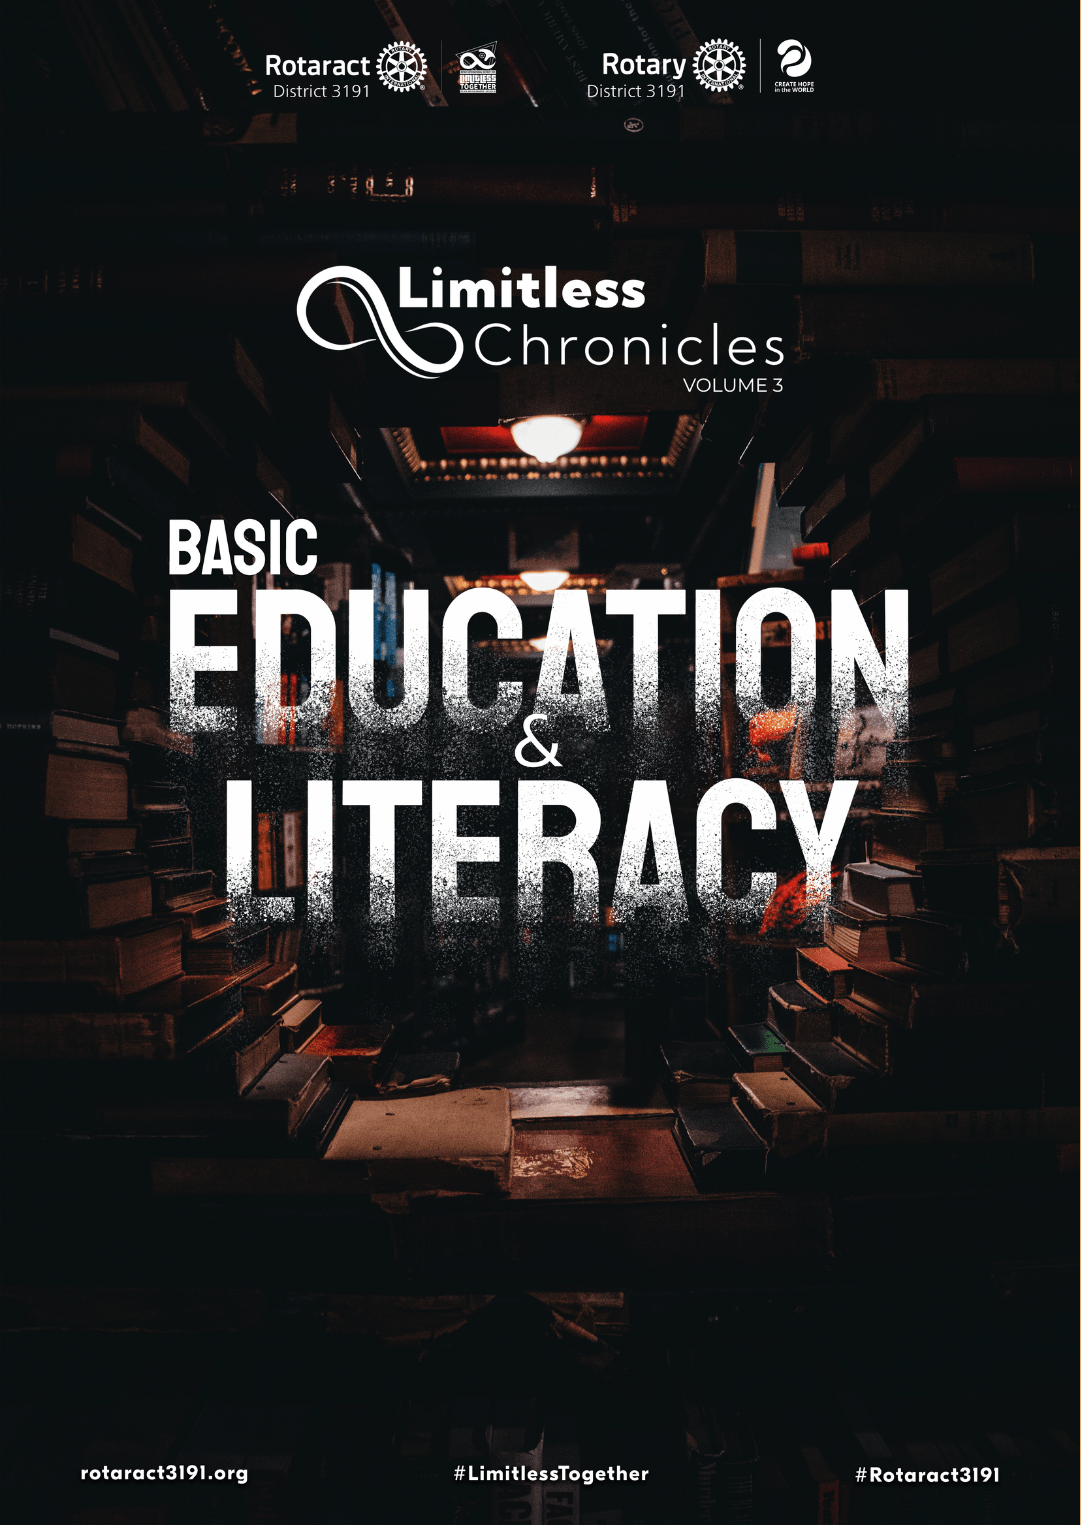 Rotaract
District 3191
LIMITLESS
TOGETHER
Rotary
District 3191
CREATE HOPE
in the WORLD
Limitless
Chronicles
VOLUME 3
BASIC
EDUCATION
&
LITERACY
rotaract3191.org
#LimitlessTogether
#Rotaract3191